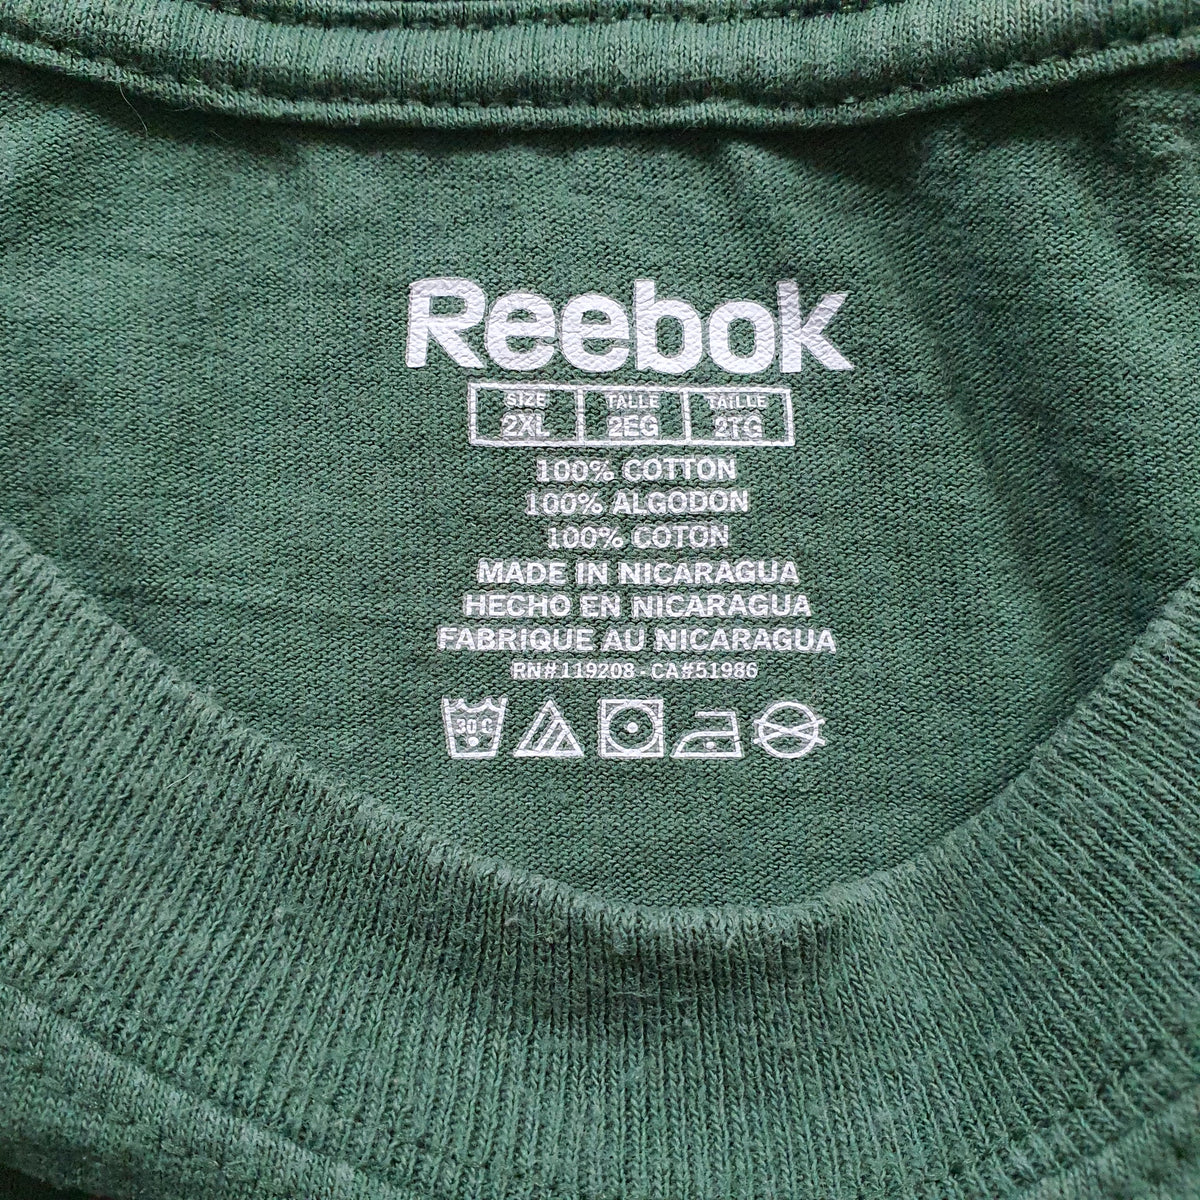 Reebok
SIZE TALLE TAILLE
2XL 2EG 2TG
100% COTTON
100% ALGODON
100% COTON
MADE IN NICARAGUA
HECHO EN NICARAGUA
FABRIQUE AU NICARAGUA
RN# 119208 - CA#51986
30 C